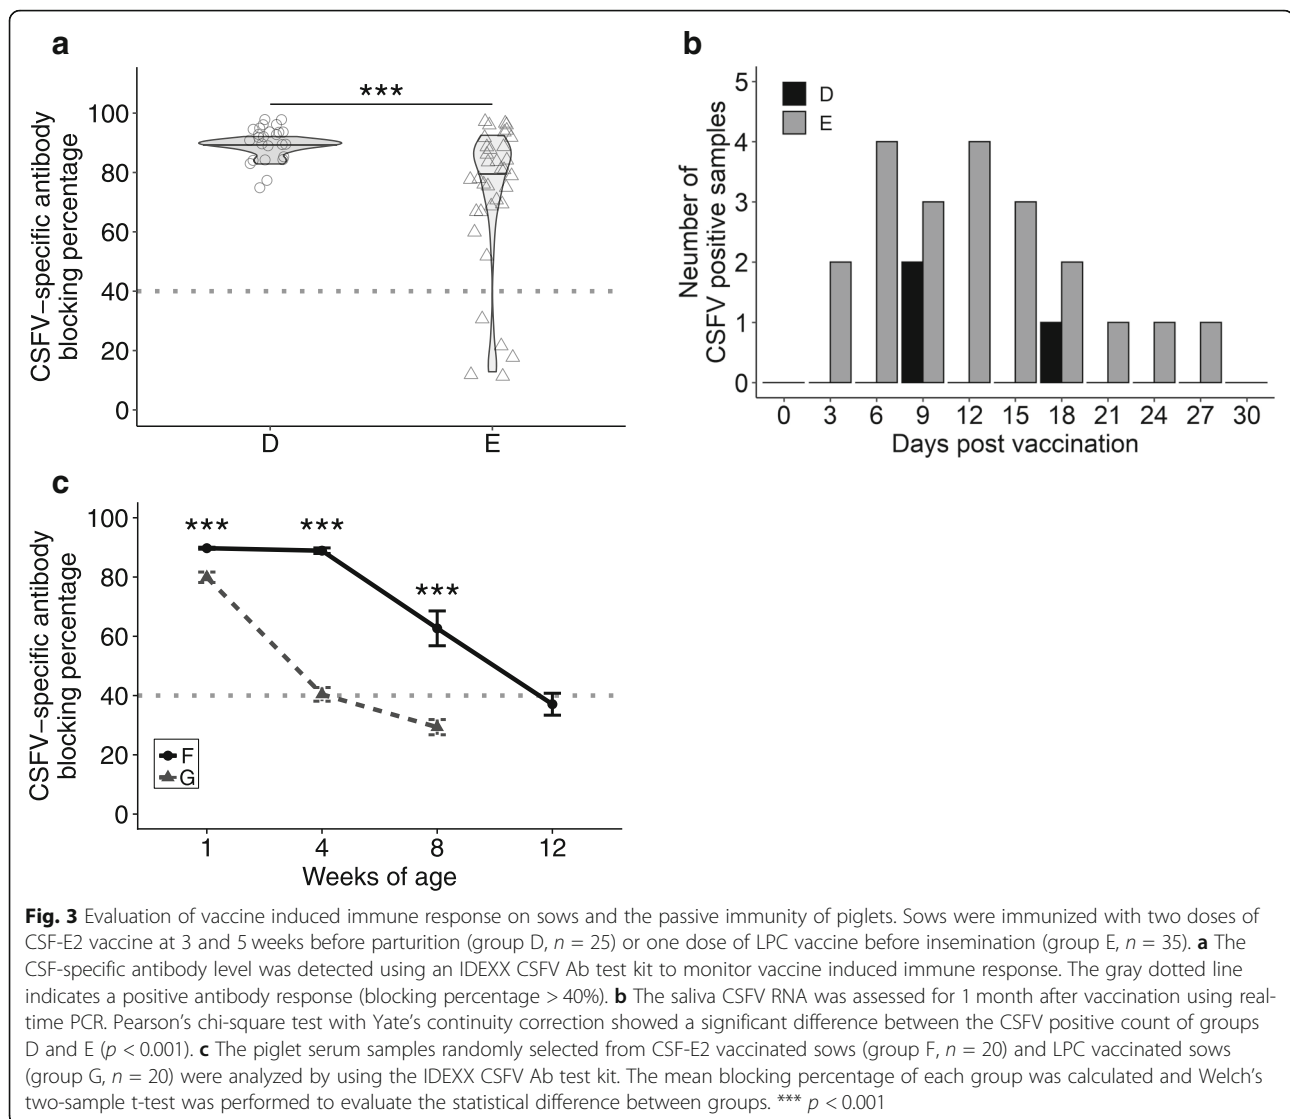 a
***
CSFV−specific antibody
blocking percentage
100
80
60
40
20
0
D
E
b
Neumber of
CSFV positive samples
5
4
3
2
1
0
D
E
0 3 6 9 12 15 18 21 24 27 30
Days post vaccination
c
CSFV−specific antibody
blocking percentage
100
80
60
40
20
0
***
***
***
F
G
1 4 8 12
Weeks of age
Fig. 3 Evaluation of vaccine induced immune response on sows and the passive immunity of piglets. Sows were immunized with two doses of
CSF-E2 vaccine at 3 and 5 weeks before parturition (group D, n = 25) or one dose of LPC vaccine before insemination (group E, n = 35). a The
CSF-specific antibody level was detected using an IDEXX CSFV Ab test kit to monitor vaccine induced immune response. The gray dotted line
indicates a positive antibody response (blocking percentage > 40%). b The saliva CSFV RNA was assessed for 1 month after vaccination using real-
time PCR. Pearson's chi-square test with Yate's continuity correction showed a significant difference between the CSFV positive count of groups
D and E (p < 0.001). c The piglet serum samples randomly selected from CSF-E2 vaccinated sows (group F, n = 20) and LPC vaccinated sows
(group G, n = 20) were analyzed by using the IDEXX CSFV Ab test kit. The mean blocking percentage of each group was calculated and Welch's
two-sample t-test was performed to evaluate the statistical difference between groups. *** p < 0.001